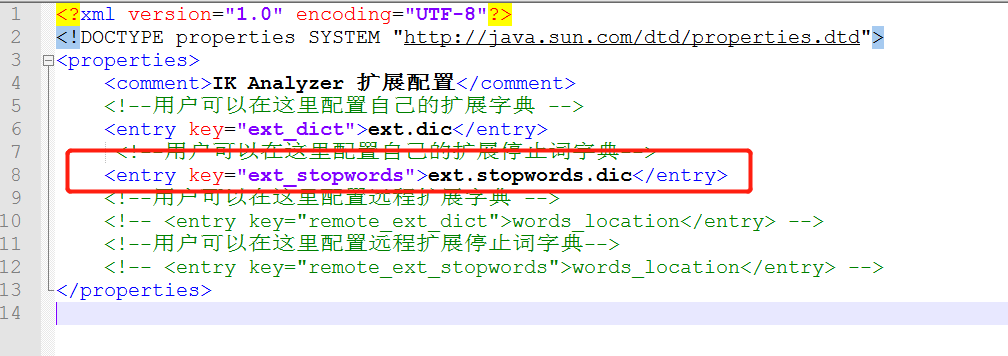 1 <?xml version="1.0" encoding="UTF-8"?>
2 <!DOCTYPE properties SYSTEM "http://java.sun.com/dtd/properties.dtd">
3 <properties>
4 <comment>IK Analyzer 扩展配置</comment>
5 <!--用户可以在这里配置自己的扩展字典 -->
6 <entry key="ext_dict">ext.dic</entry>
7 <!--用户可以在这里配置自己的扩展停止词字典-->
8 <entry key="ext_stopwords">ext.stopwords.dic</entry>
9 <!--用户可以在这里配置远程扩展字典 -->
10 <!-- <entry key="remote_ext_dict">words_location</entry> -->
11 <!--用户可以在这里配置远程扩展停止词字典-->
12 <!-- <entry key="remote_ext_stopwords">words_location</entry> -->
13 </properties>
14